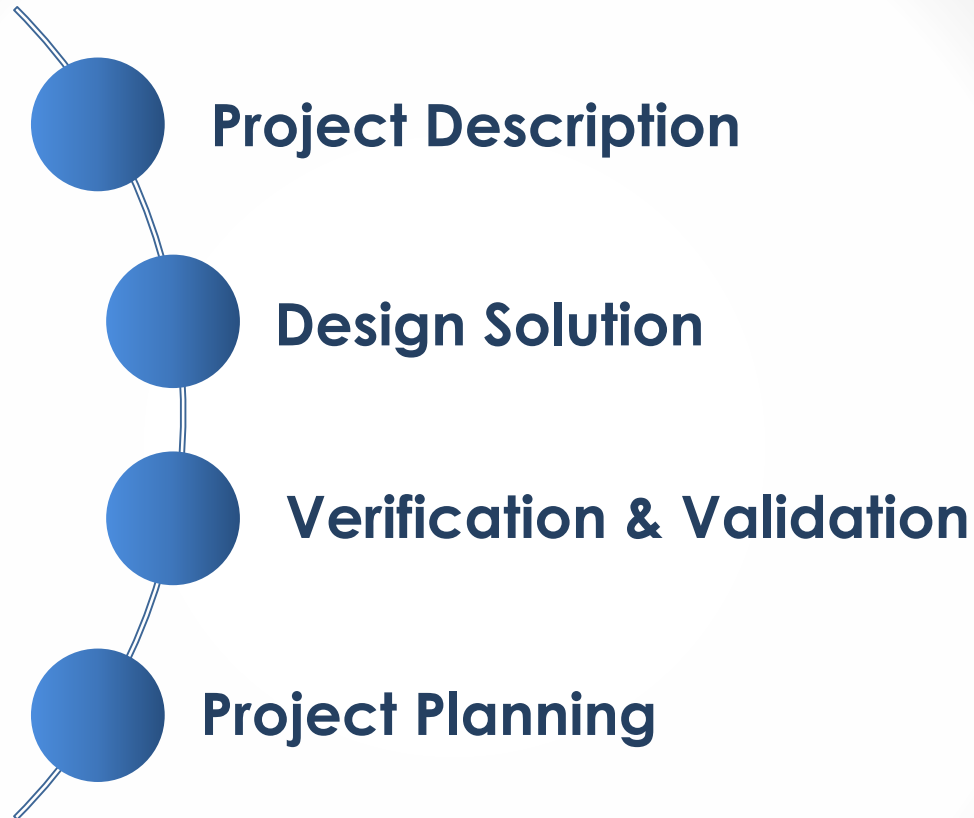 Project Description
Design Solution
Verification & Validation
Project Planning